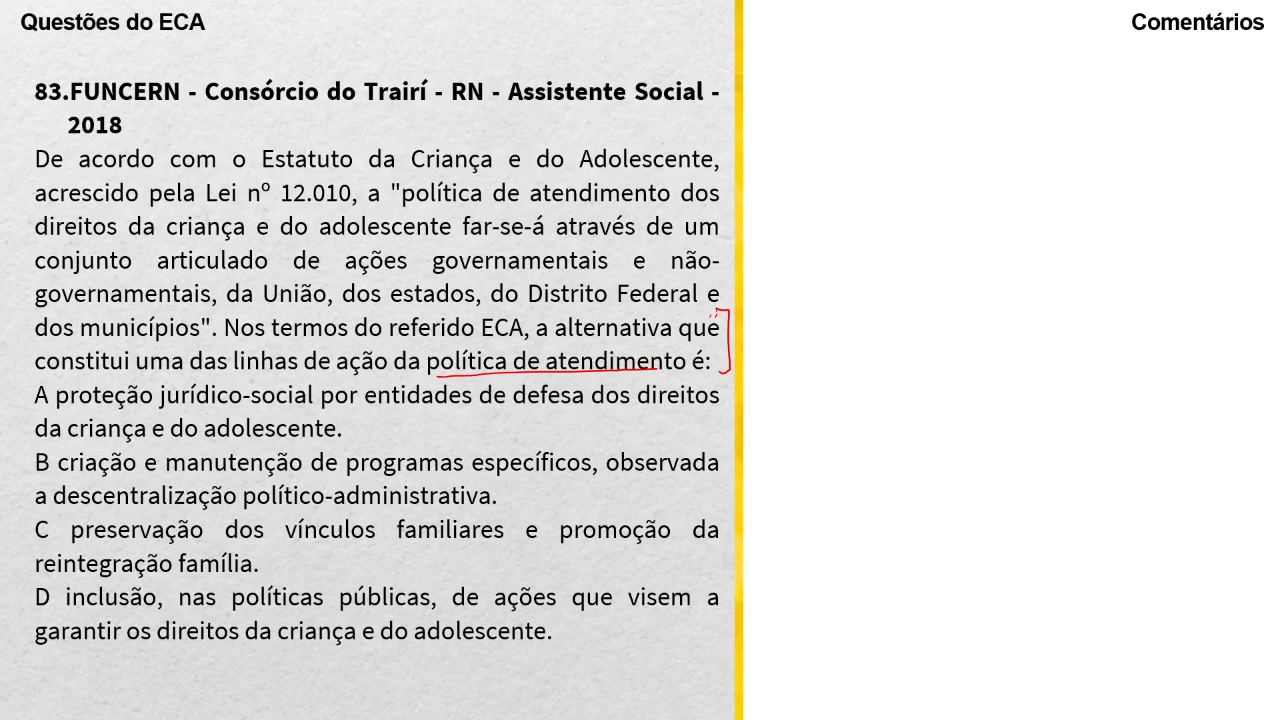 Questões do ECA
Comentários
83.FUNCERN - Consórcio do Trairí - RN - Assistente Social -
2018
De acordo com o Estatuto da Criança e do Adolescente,
acrescido pela Lei nº 12.010, a "política de atendimento dos
direitos da criança e do adolescente far-se-á através de um
conjunto articulado de ações governamentais e não-
governamentais, da União, dos estados, do Distrito Federal e
dos municípios". Nos termos do referido ECA, a alternativa que
constitui uma das linhas de ação da política de atendimento é:
A proteção jurídico-social por entidades de defesa dos direitos
da criança e do adolescente.
B criação e manutenção de programas específicos, observada
a descentralização político-administrativa.
C preservação dos vínculos familiares e promoção da
reintegração família.
D inclusão, nas políticas públicas, de ações que visem a
garantir os direitos da criança e do adolescente.